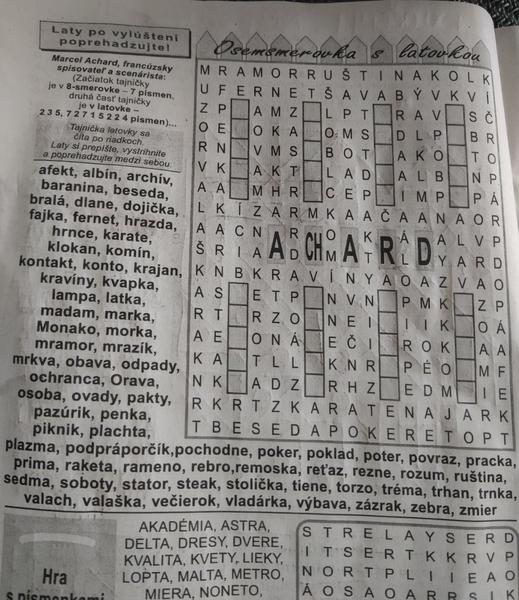 Laty po vylúštení
poprehadzujte!
Osemsmerovka s latovkou
Marcel Achard, francúzsky
spisovateľ a scenárista:
(Začiatok tajničky
je v 8-smerovke – 7 písmen,
druhá časť tajničky
je v latovke –
2 3 5, 7 2 7 1 5 2 2 4 písmen)...
Tajnička latovky sa
číta po riadkoch.
Laty si prepíšte, vystrihnite
a poprehadzujte medzi sebou.
afekt, albín, archív,
baranina, beseda,
bralá, dlane, dojička,
fajka, fernet, hrazda,
hrnce, karate,
klokan, komín,
kontakt, konto, krajan,
kravíny, kvapka,
lampa, latka,
madam, marka,
Monako, morka,
mramor, mrazík,
mrkva, obava, odpady,
ochranca, Orava,
osoba, ovady, pakty,
pazúrik, penka,
piknik, plachta,
plazma, podpráporčík,pochodne, poker, poklad, poter, povraz, pracka,
prima, raketa, rameno, rebro,remoska, reťaz, rezne, rozum, ruština,
sedma, soboty, stator, steak, stolička, tiene, torzo, tréma, trhan, trnka,
valach, valaška, večierok, vladárka, výbava, zázrak, zebra, zmier
M R A M O R R U Š T I N A K O L K
U F E R N E T Š A V A B Ý V K V Í
Z P A M Z L P T R A V S Č
O E O K A O M S D L P B R
R N V M S B O T A K O T O
V K A K T L A D A L B N P
A A M H R C E P I M P P Á
L K Í Z A R M K A A Č A A N A O R
A CH A R D
K N B K R A V Í N Y A O A Z V A O
A S E T P N V N P M K Z P
R T R Z O N E I I I K O Á
A E O N Á E Č I R O K A A
K A T L L K N R P É O M F
N K A D Z R H Z E D M I E
R K R T Z K A R A T E N A J A R K
T B E S E D A P O K E R E T O P T
Hra
s písmenkami
AKADÉMIA, ASTRA,
DELTA, DRESY, DVERE,
KVALITA, KVETY, LIEKY,
LOPTA, MALTA, METRO,
MIERA, NONETO,
S T R E L A Y S E R D
I T S E R T K K R V P
N O R T P L I I E A O
Á O S A O A R R S I K